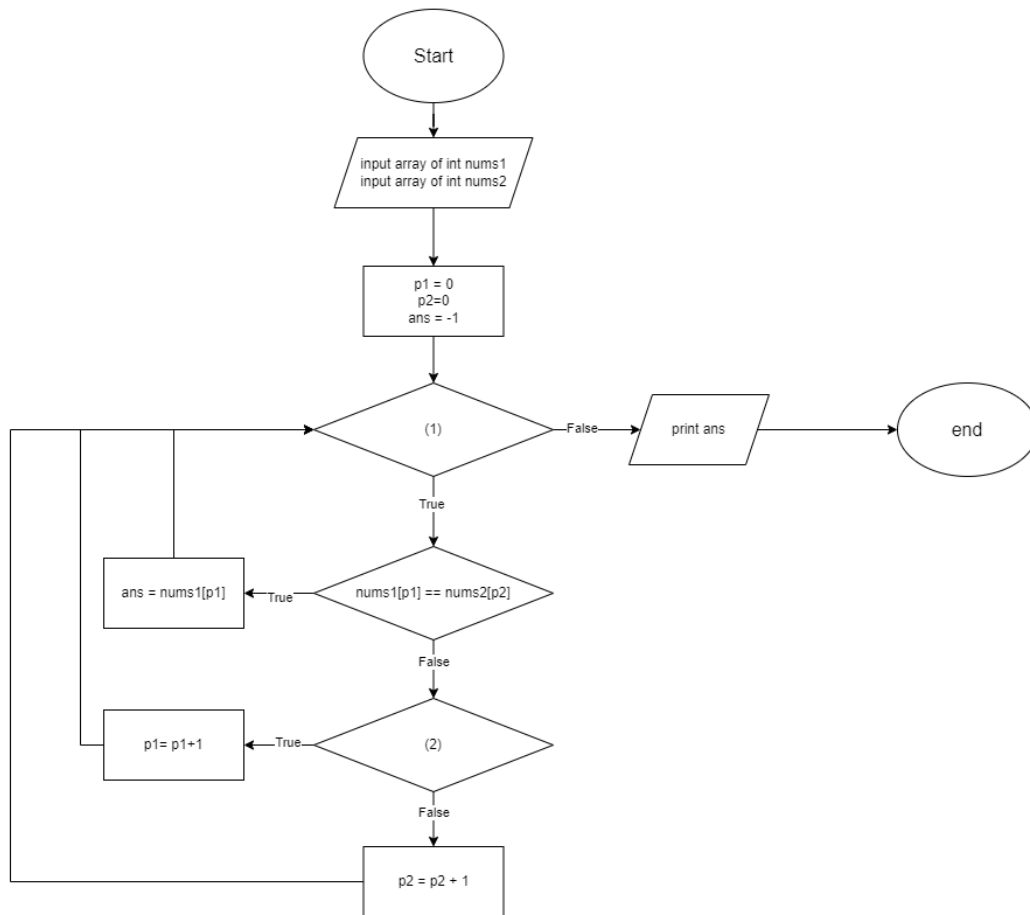 Start
input array of int nums1
input array of int nums2
p1 = 0
p2=0
ans = -1
(1)
False
print ans
end
True
ans = nums1[p1]
True
nums1[p1] == nums2[p2]
False
p1= p1+1
True
(2)
False
p2 = p2 + 1